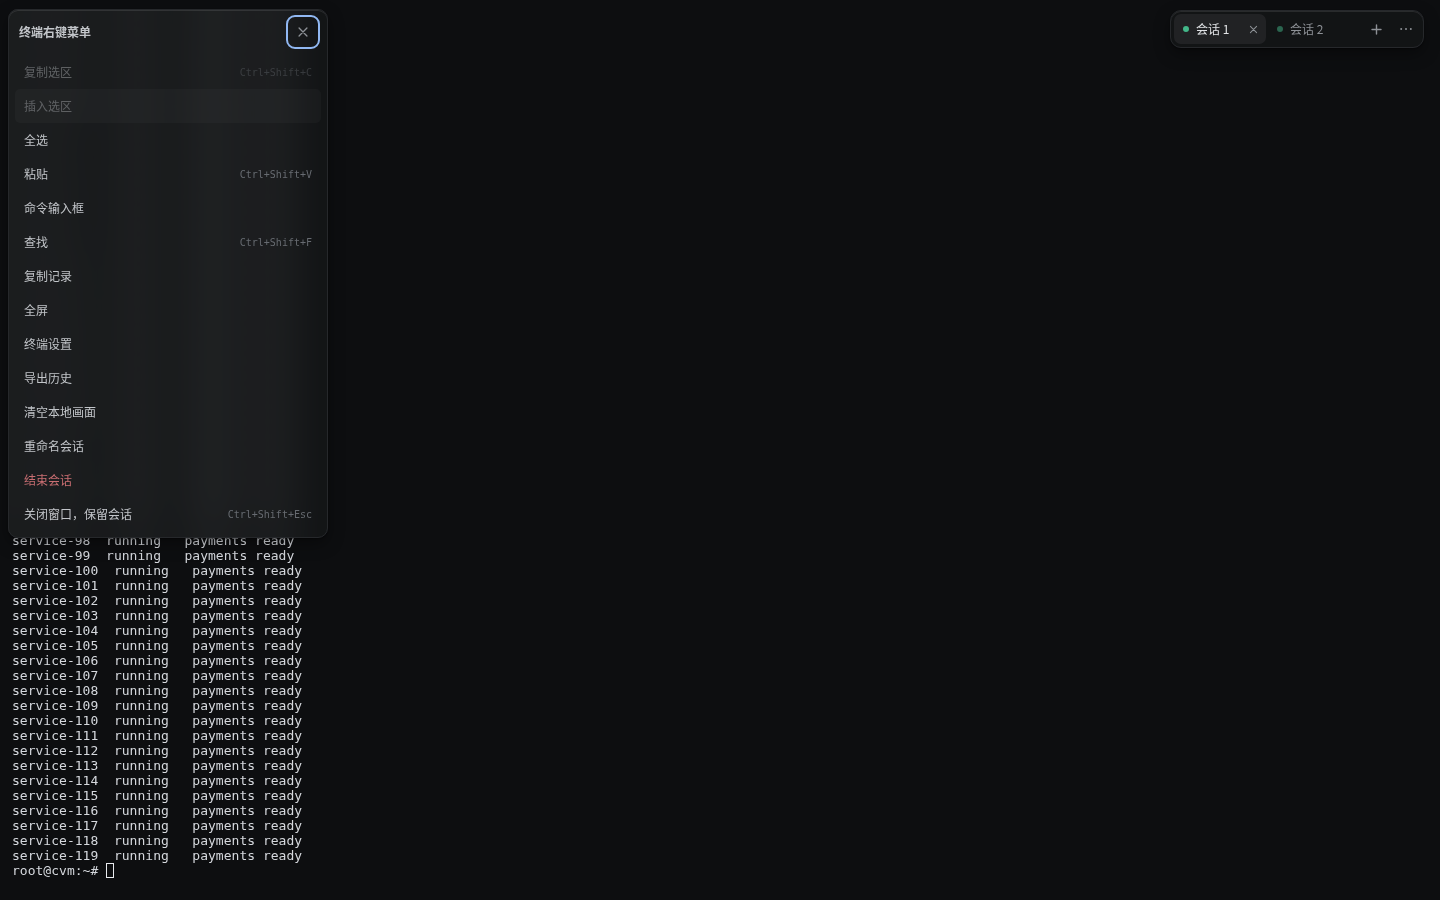 终端右键菜单
会话 1
会话 2
复制选区 Ctrl+Shift+C
插入选区
全选
粘贴 Ctrl+Shift+V
命令输入框
查找 Ctrl+Shift+F
复制记录
全屏
终端设置
导出历史
清空本地画面
重命名会话
结束会话
关闭窗口，保留会话 Ctrl+Shift+Esc
service-98 running payments ready
service-99 running payments ready
service-100 running payments ready
service-101 running payments ready
service-102 running payments ready
service-103 running payments ready
service-104 running payments ready
service-105 running payments ready
service-106 running payments ready
service-107 running payments ready
service-108 running payments ready
service-109 running payments ready
service-110 running payments ready
service-111 running payments ready
service-112 running payments ready
service-113 running payments ready
service-114 running payments ready
service-115 running payments ready
service-116 running payments ready
service-117 running payments ready
service-118 running payments ready
service-119 running payments ready
root@cvm:~#